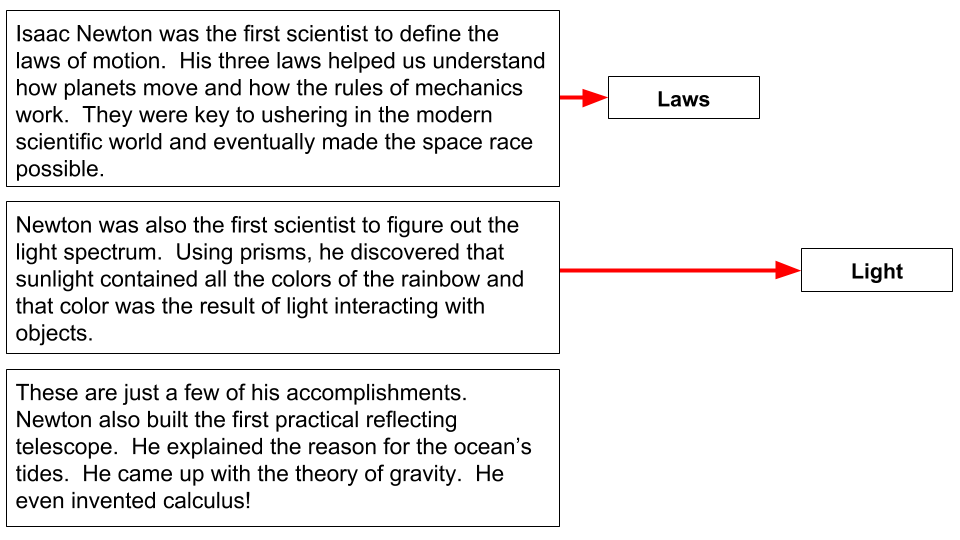 Isaac Newton was the first scientist to define the
laws of motion.  His three laws helped us understand
how planets move and how the rules of mechanics
work.  They were key to ushering in the modern
scientific world and eventually made the space race
possible.
Laws
Newton was also the first scientist to figure out the
light spectrum.  Using prisms, he discovered that
sunlight contained all the colors of the rainbow and
that color was the result of light interacting with
objects.
Light
These are just a few of his accomplishments.
Newton also built the first practical reflecting
telescope.  He explained the reason for the ocean’s
tides.  He came up with the theory of gravity.  He
even invented calculus!